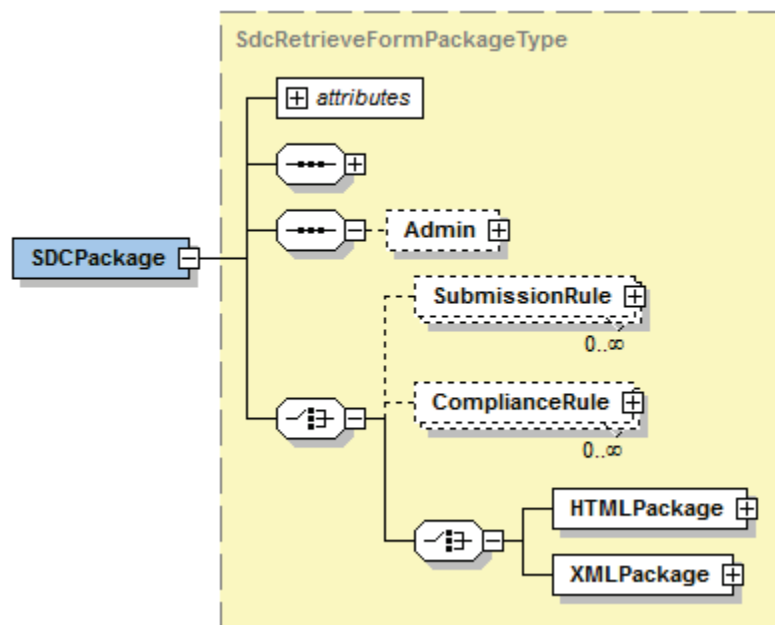 SdcRetrieveFormPackageType
attributes
Admin
SDCPackage
SubmissionRule
0..∞
ComplianceRule
0..∞
HTMLPackage
XMLPackage